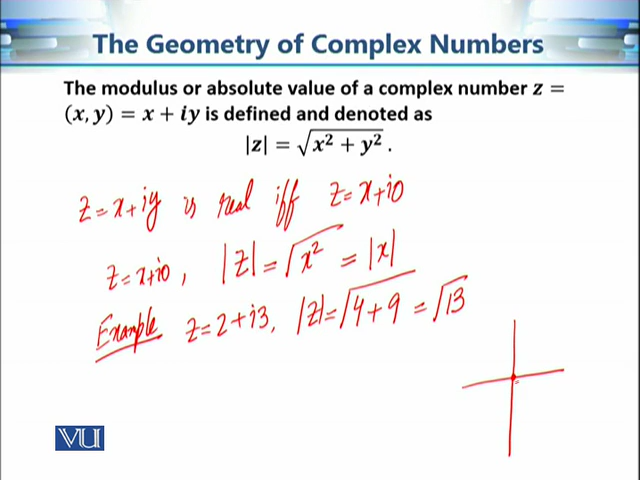 The Geometry of Complex Numbers
The modulus or absolute value of a complex number z =
(x, y) = x + iy is defined and denoted as
|z| = √x² + y² .
z = x + iy is real iff z = x + i0
z = x + i0 , |z| = √x² = |x|
Example z = 2 + i3, |z| = √4 + 9 = √13
VU